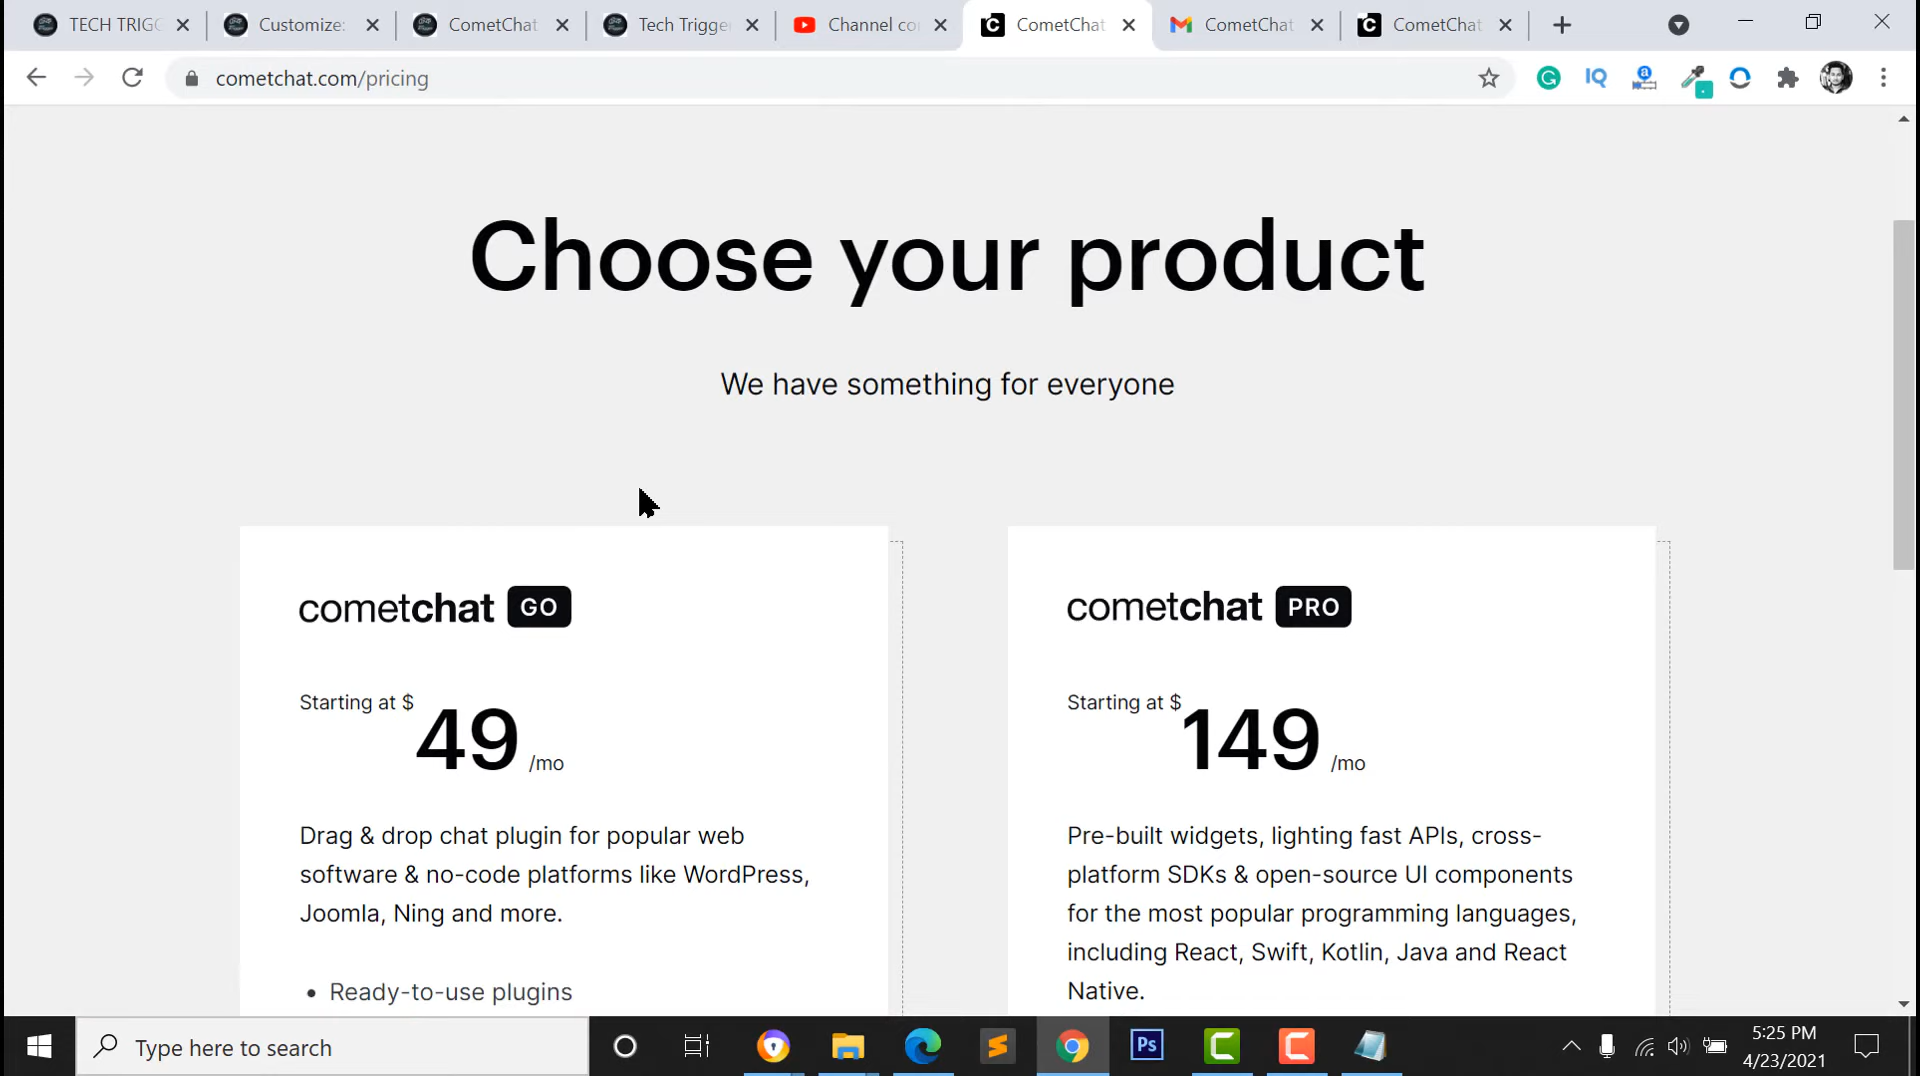 TECH TRIGG
Customize:
CometChat
Tech Trigge
Channel co
CometChat
CometChat
CometChat
cometchat.com/pricing
Choose your product
We have something for everyone
cometchat GO
Starting at $
49 /mo
Drag & drop chat plugin for popular web
software & no-code platforms like WordPress,
Joomla, Ning and more.
• Ready-to-use plugins
cometchat PRO
Starting at $
149 /mo
Pre-built widgets, lighting fast APIs, cross-
platform SDKs & open-source UI components
for the most popular programming languages,
including React, Swift, Kotlin, Java and React
Native.
Type here to search
Ps
5:25 PM
4/23/2021